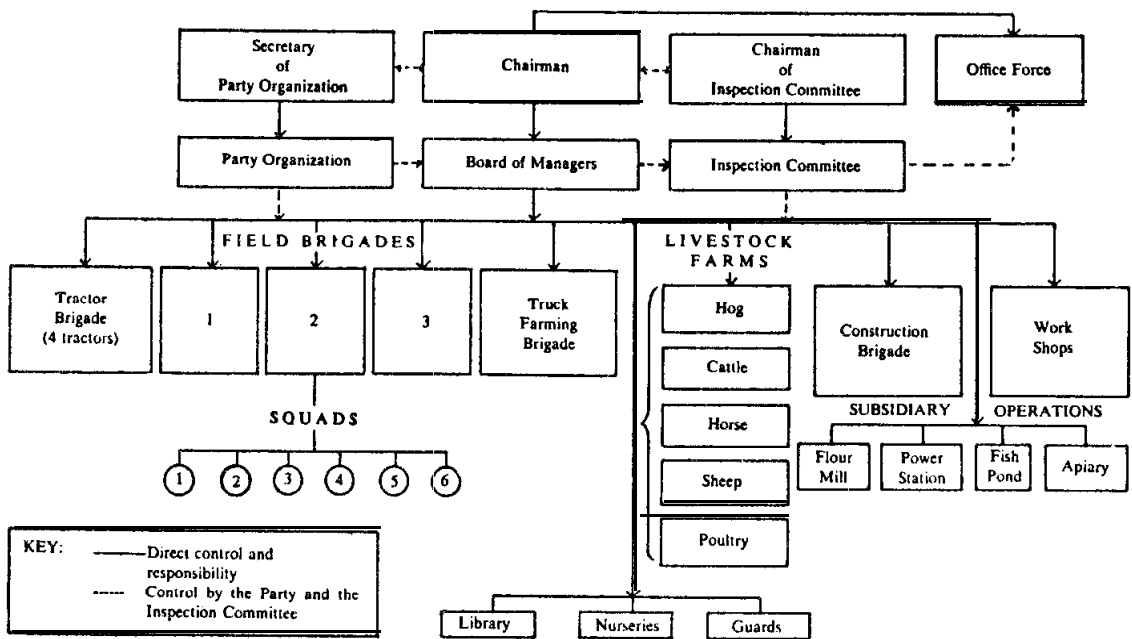 Secretary
of
Party Organization
Chairman
Chairman
of
Inspection Committee
Office Force
Party Organization
Board of Managers
Inspection Committee
FIELD BRIGADES
LIVESTOCK
FARMS
Tractor
Brigade
(4 tractors)
1
2
3
Truck
Farming
Brigade
Hog
Cattle
Horse
Sheep
Poultry
Construction
Brigade
Work
Shops
SUBSIDIARY OPERATIONS
Flour
Mill
Power
Station
Fish
Pond
Apiary
SQUADS
1 2 3 4 5 6
KEY: Direct control and
responsibility
Control by the Party and the
Inspection Committee
Library
Nurseries
Guards